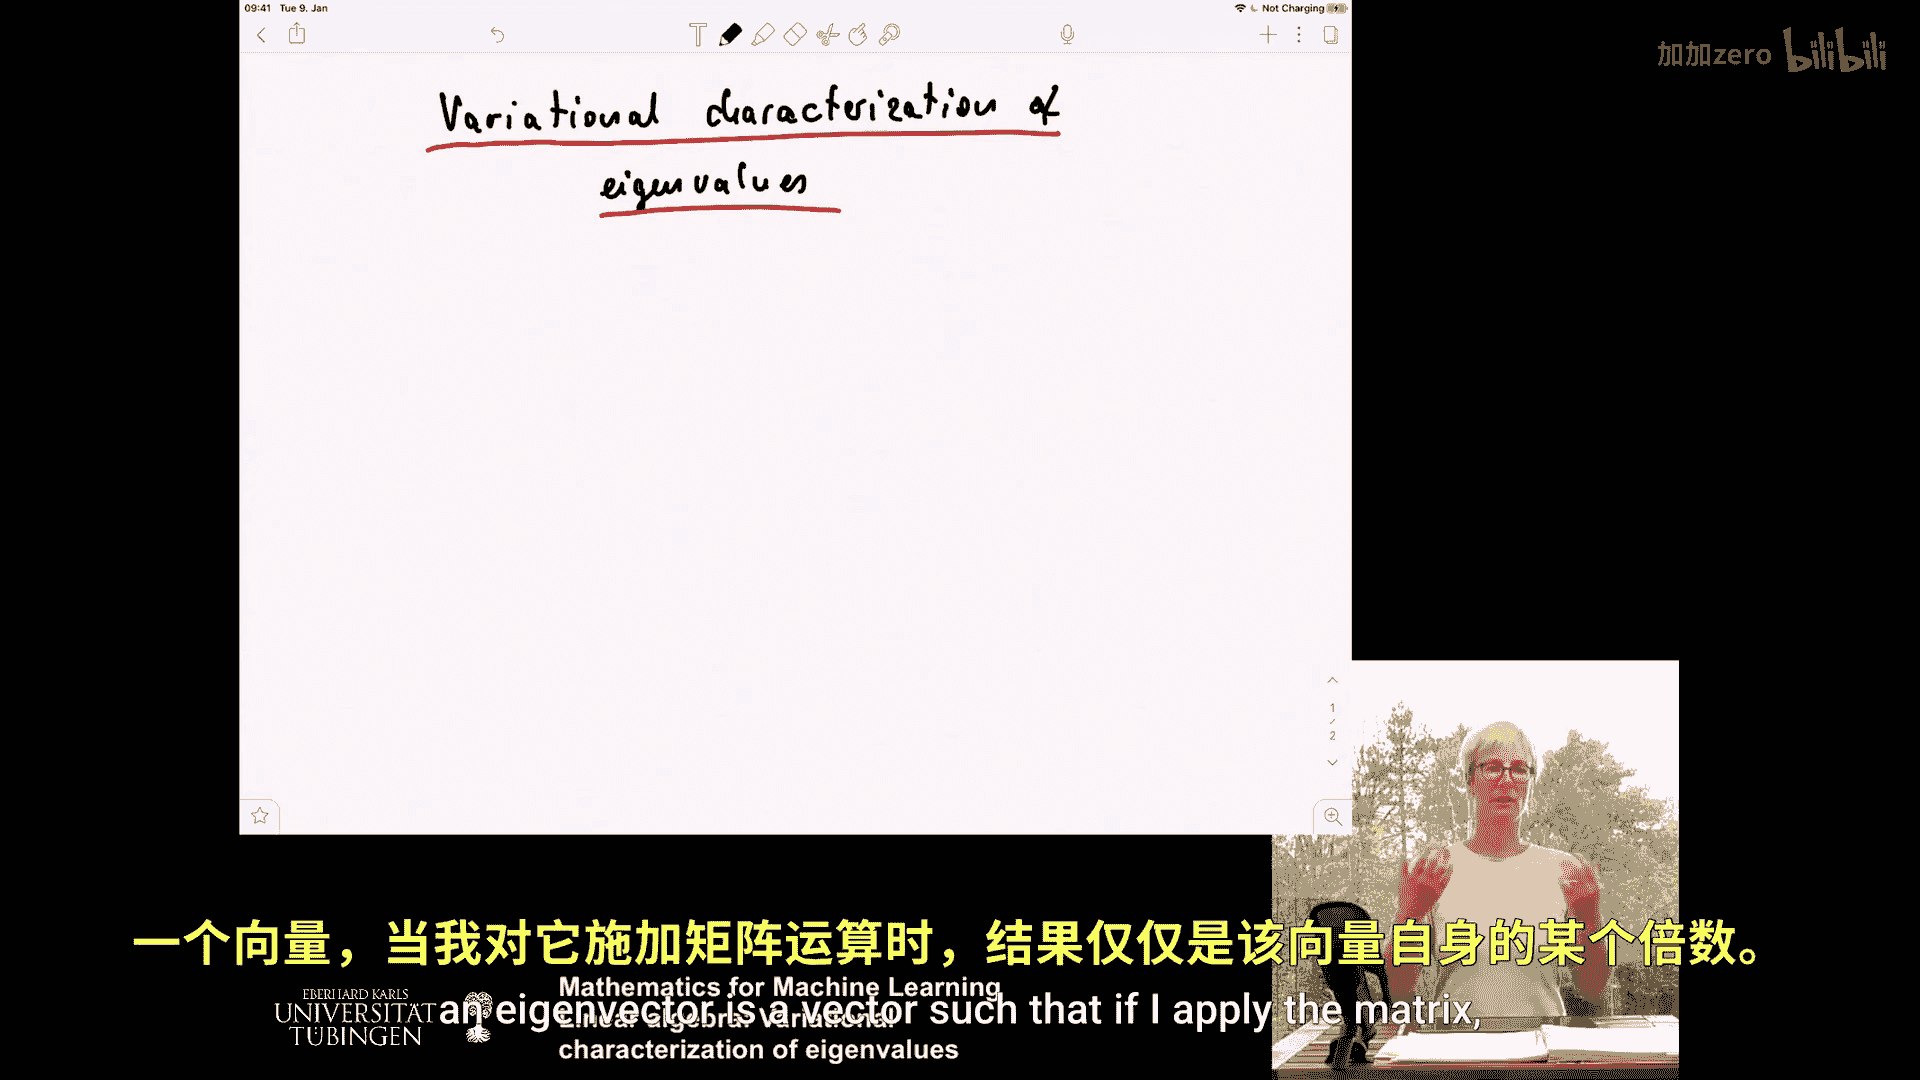 09:41 Tue 9. Jan
Not Charging
加加zero bilibili
T
Variational characterization of
eigenvalues
1
/
2
一个向量，当我对它施加矩阵运算时，结果仅仅是该向量自身的某个倍数。
Mathematics for Machine Learning
an eigenvector is a vector such that if I apply the matrix,
Linear algebra: Variational
characterization of eigenvalues
EBERHARD KARLS
UNIVERSITÄT
TÜBINGEN